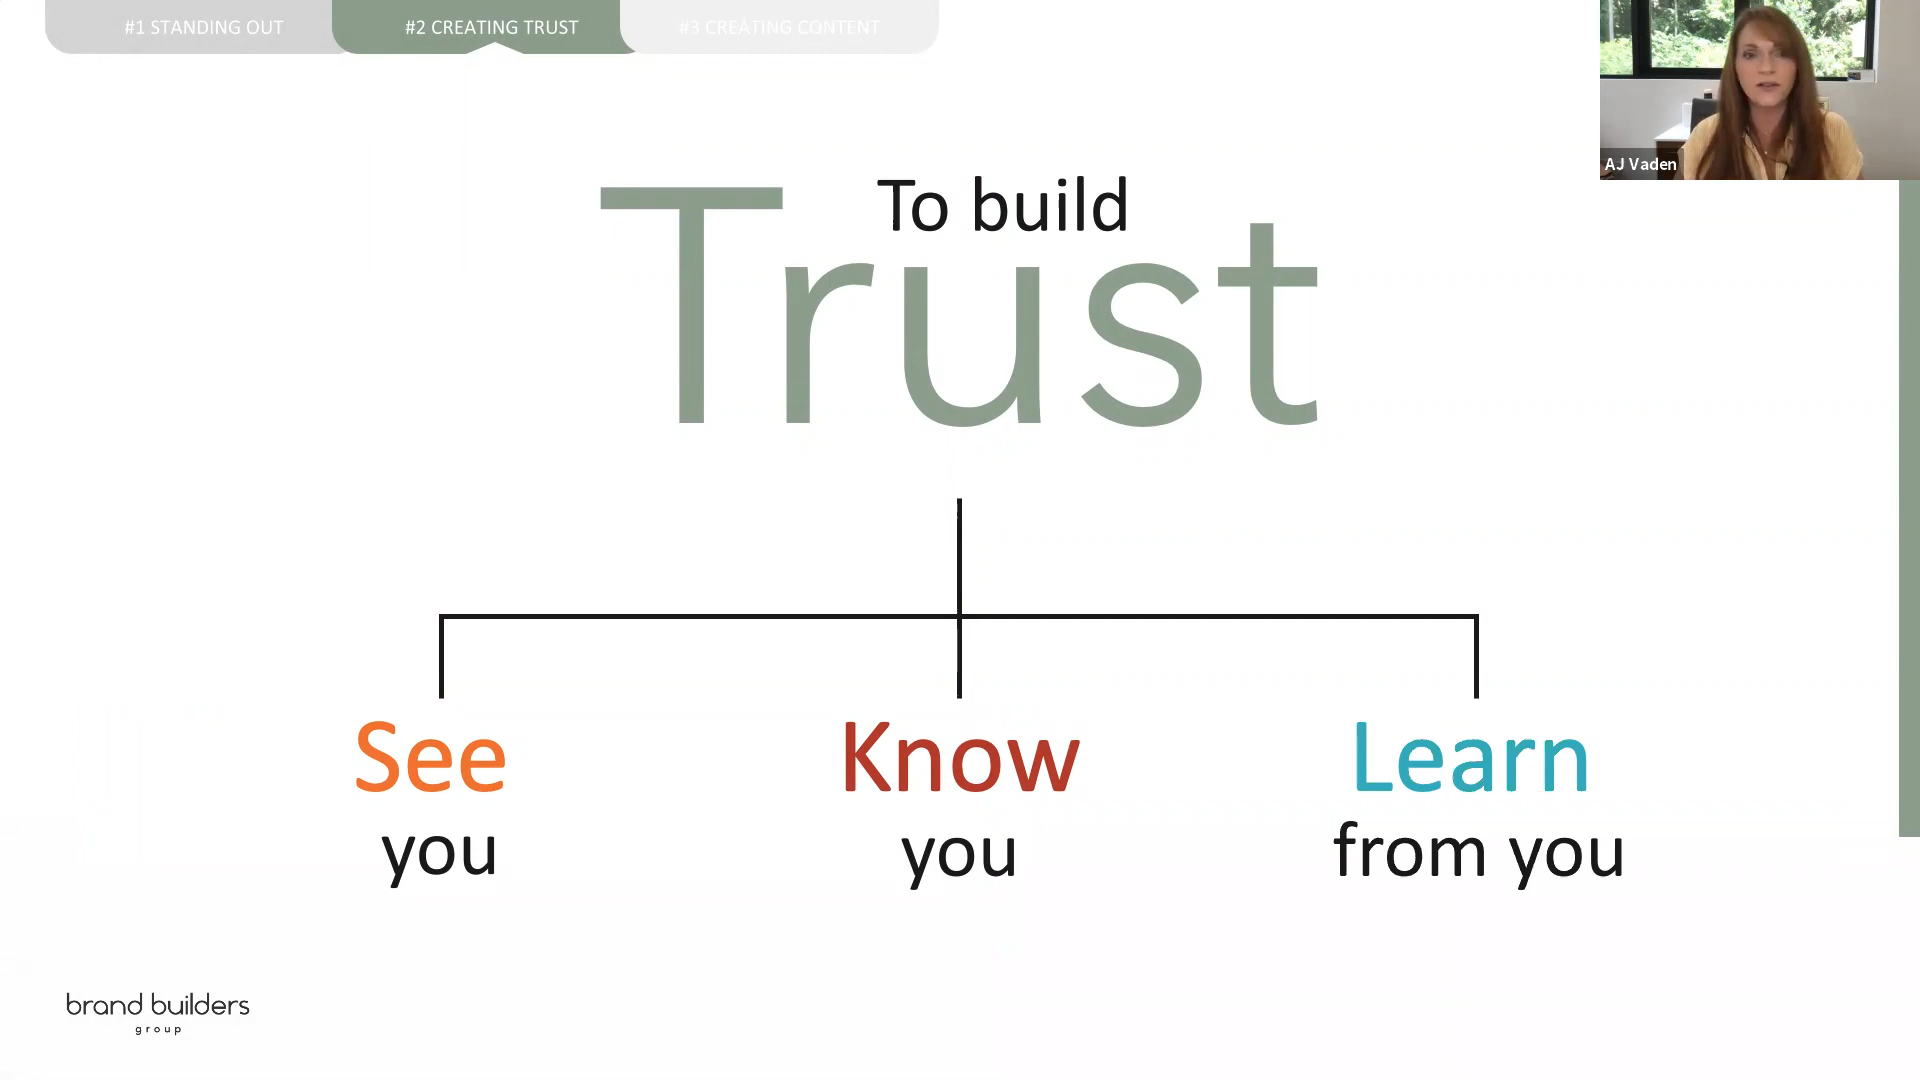 #1 STANDING OUT
#2 CREATING TRUST
#3 CREATING CONTENT
AJ Vaden
To build
Trust
See
you
Know
you
Learn
from you
brand builders
group